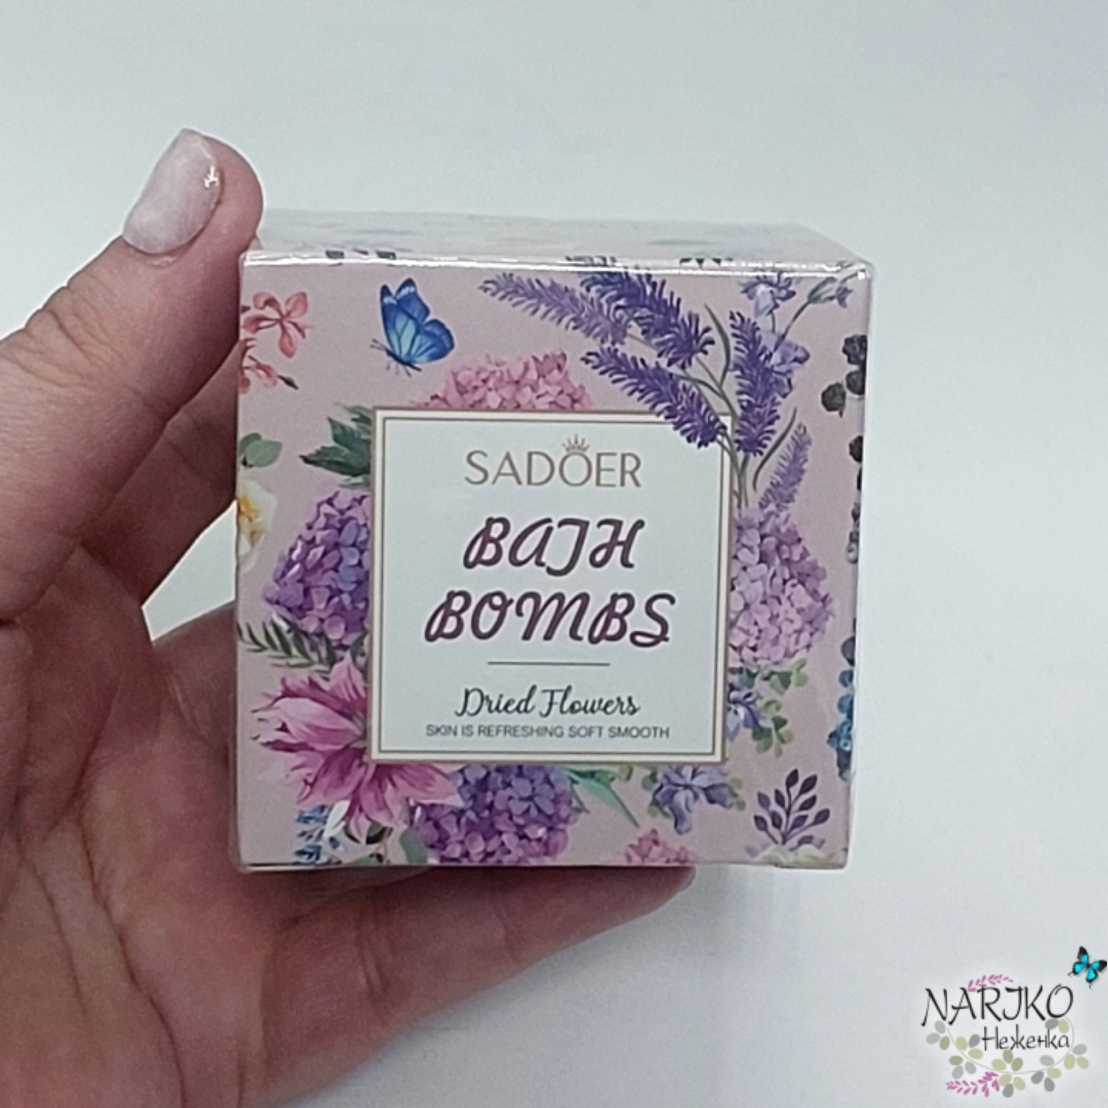 SADOER
BATH
BOMBS
Dried Flowers
SKIN IS REFRESHING SOFT SMOOTH
NARJKO
Неженка